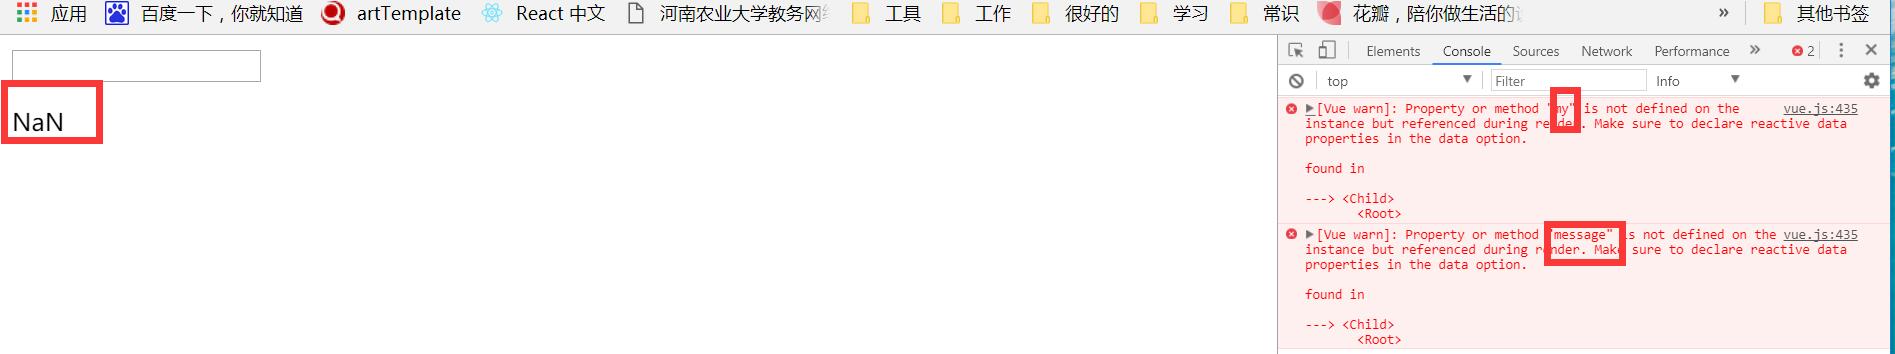 应用 百度一下，你就知道 artTemplate React 中文 河南农业大学教务网络 工具 工作 很好的 学习 常识 花瓣，陪你做生活的 » 其他书签
Elements Console Sources Network Performance » 2
top Filter Info
NaN
[Vue warn]: Property or method "my" is not defined on the vue.js:435
instance but referenced during render. Make sure to declare reactive data
properties in the data option.
found in
---> <Child>
<Root>
[Vue warn]: Property or method "message" is not defined on the vue.js:435
instance but referenced during render. Make sure to declare reactive data
properties in the data option.
found in
---> <Child>
<Root>